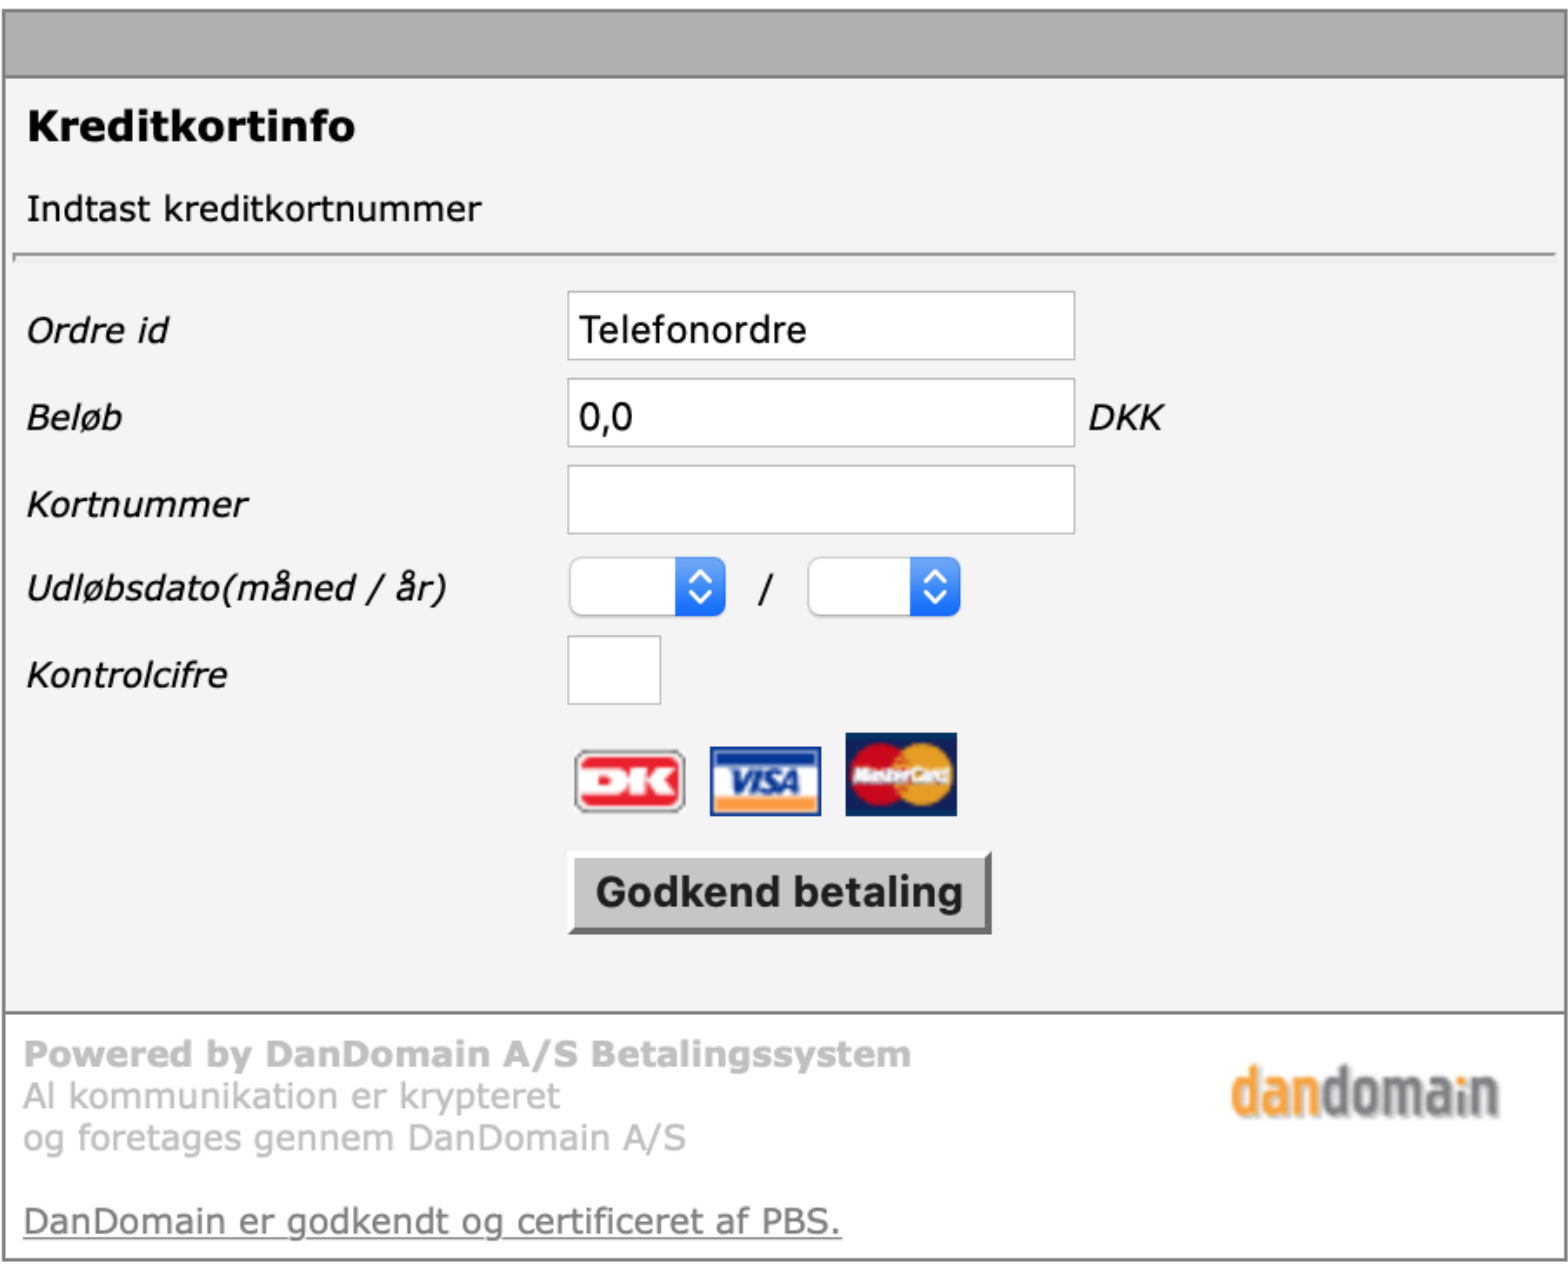 Kreditkortinfo
Indtast kreditkortnummer
Ordre id Telefonordre
Beløb 0,0 DKK
Kortnummer
Udløbsdato(måned / år) /
Kontrolcifre
DK VISA MasterCard
Godkend betaling
Powered by DanDomain A/S Betalingssystem
Al kommunikation er krypteret
og foretages gennem DanDomain A/S
dandomain
DanDomain er godkendt og certificeret af PBS.